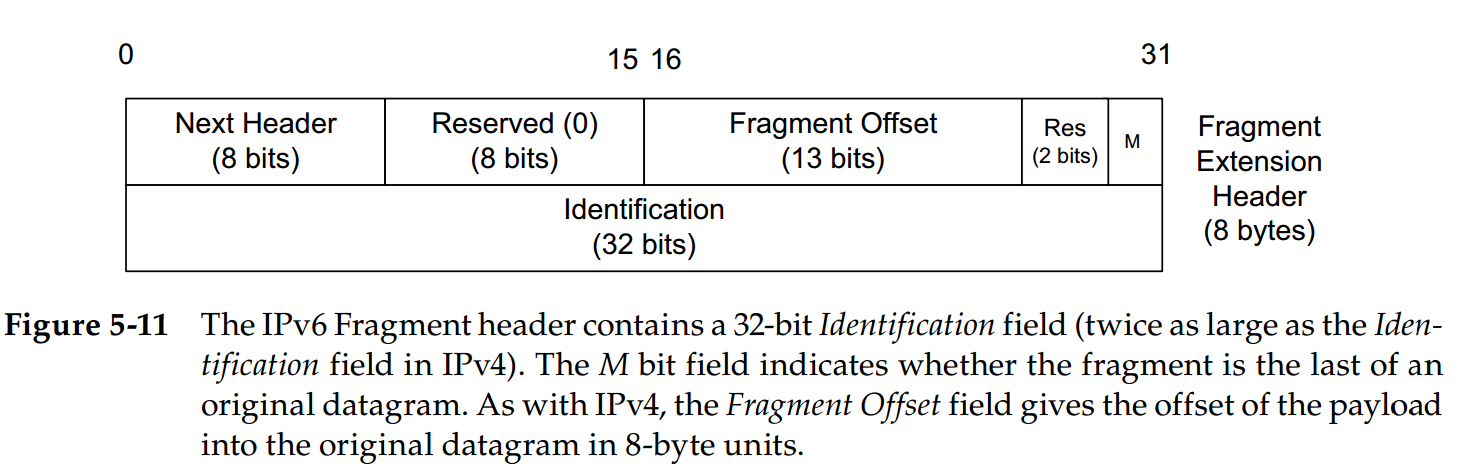 0 15 16 31
Next Header Reserved (0) Fragment Offset Res M
(8 bits) (8 bits) (13 bits) (2 bits)
Identification
(32 bits)
Fragment
Extension
Header
(8 bytes)
Figure 5-11 The IPv6 Fragment header contains a 32-bit Identification field (twice as large as the Iden-
tification field in IPv4). The M bit field indicates whether the fragment is the last of an
original datagram. As with IPv4, the Fragment Offset field gives the offset of the payload
into the original datagram in 8-byte units.